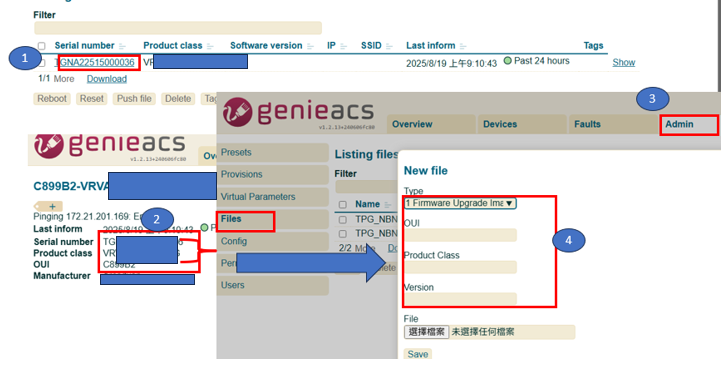 Filter
Serial number Product class Software version IP SSID Last inform Tags
1
TGNA22515000036 VR 2025/8/19 上午9:10:43 Past 24 hours Show
1/1 More Download
Reboot Reset Push file Delete Ta
genieacs
v1.2.13+240606fc80
Ov
C899B2-VRVA
+
Pinging 172.21.201.169: E
2
Last inform 2025/8/19 上午9:10:43 P
Serial number TG
Product class VR
OUI C899B2
Manufacturer
genieacs
v1.2.13+240606fc80
3
Overview Devices Faults Admin
Presets
Provisions
Virtual Parameters
Files
Config
Per
Users
Listing files
Filter
Name
TPG_NBN
TPG_NBN
2/2 More Do
elete
New file
Type
1 Firmware Upgrade Ima
4
OUI
Product Class
Version
File
選擇檔案 未選擇任何檔案
Save